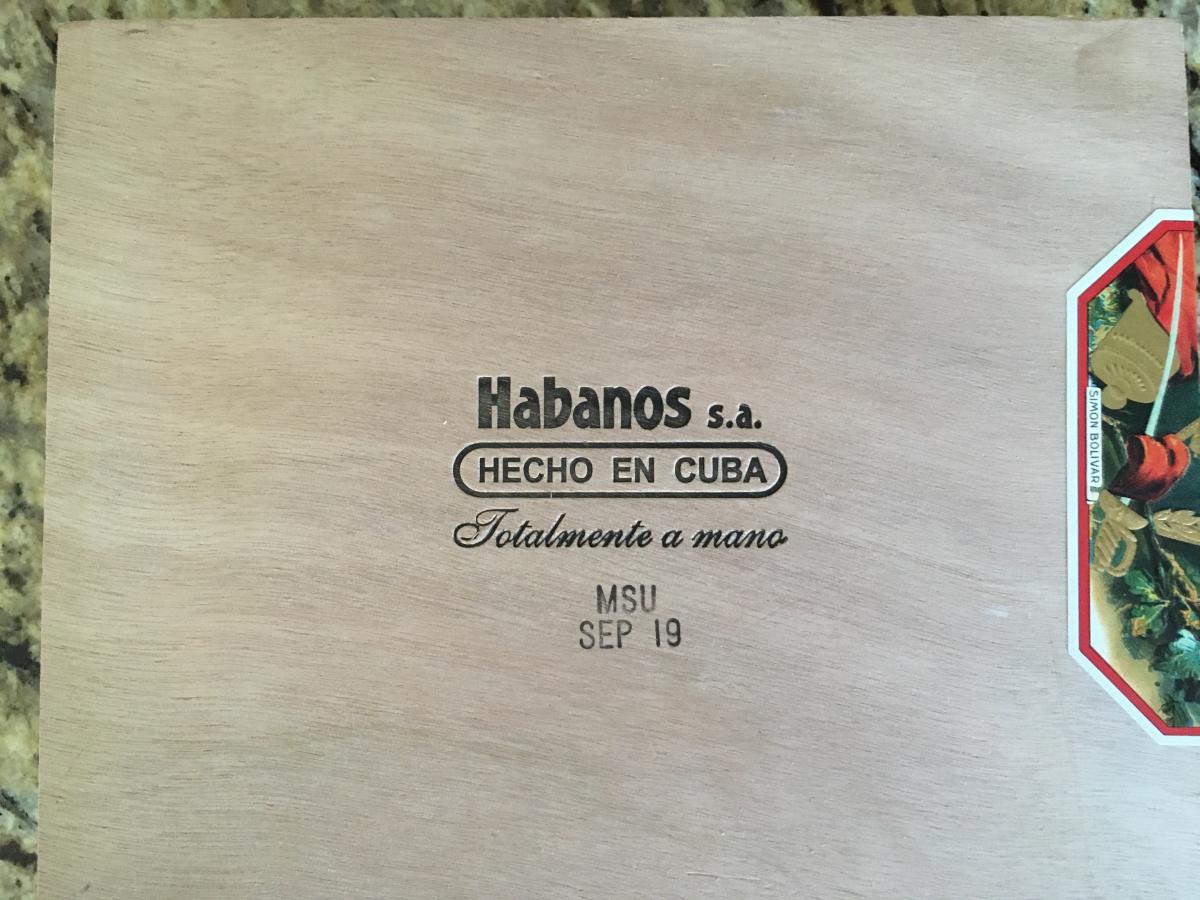 Habanos s.a.
HECHO EN CUBA
Totalmente a mano
MSU
SEP 19
SIMON BOLIVAR